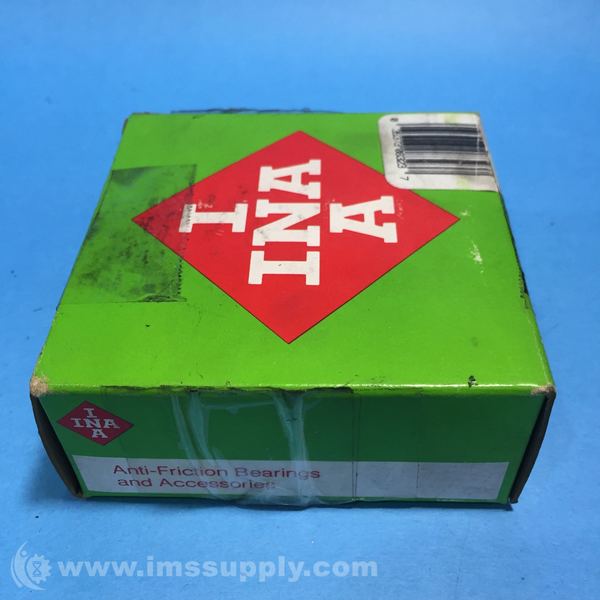 I
INA
A
I
INA
A
Anti-Friction Bearings
and Accessories
www.imssupply.com